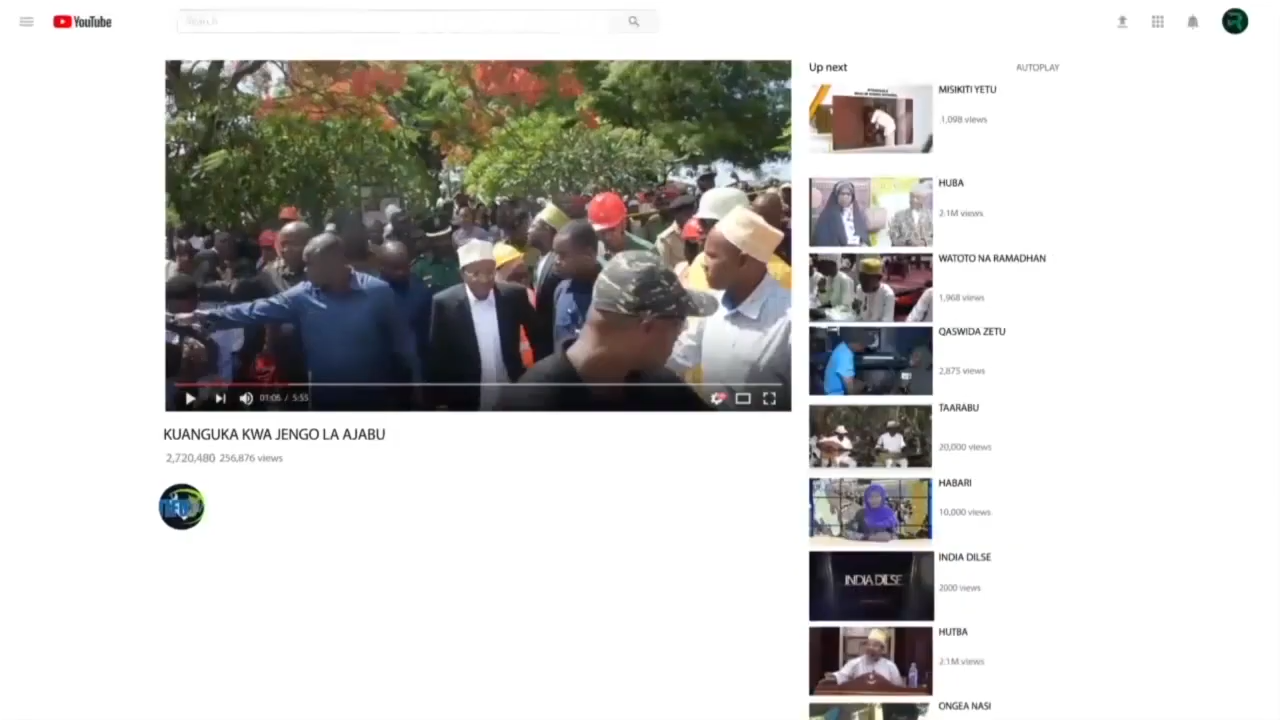 YouTube
Search
01:06 / 5:55
KUANGUKA KWA JENGO LA AJABU
2,720,480 256,876 views
Up next
AUTOPLAY
MISIKITI YETU
1,098 views
HUBA
2.1M views
WATOTO NA RAMADHAN
1,968 views
QASWIDA ZETU
2,875 views
TAARABU
20,000 views
HABARI
10,000 views
INDIA DILSE
INDIA DILSE
2000 views
HUTBA
2.1M views
ONGEA NASI